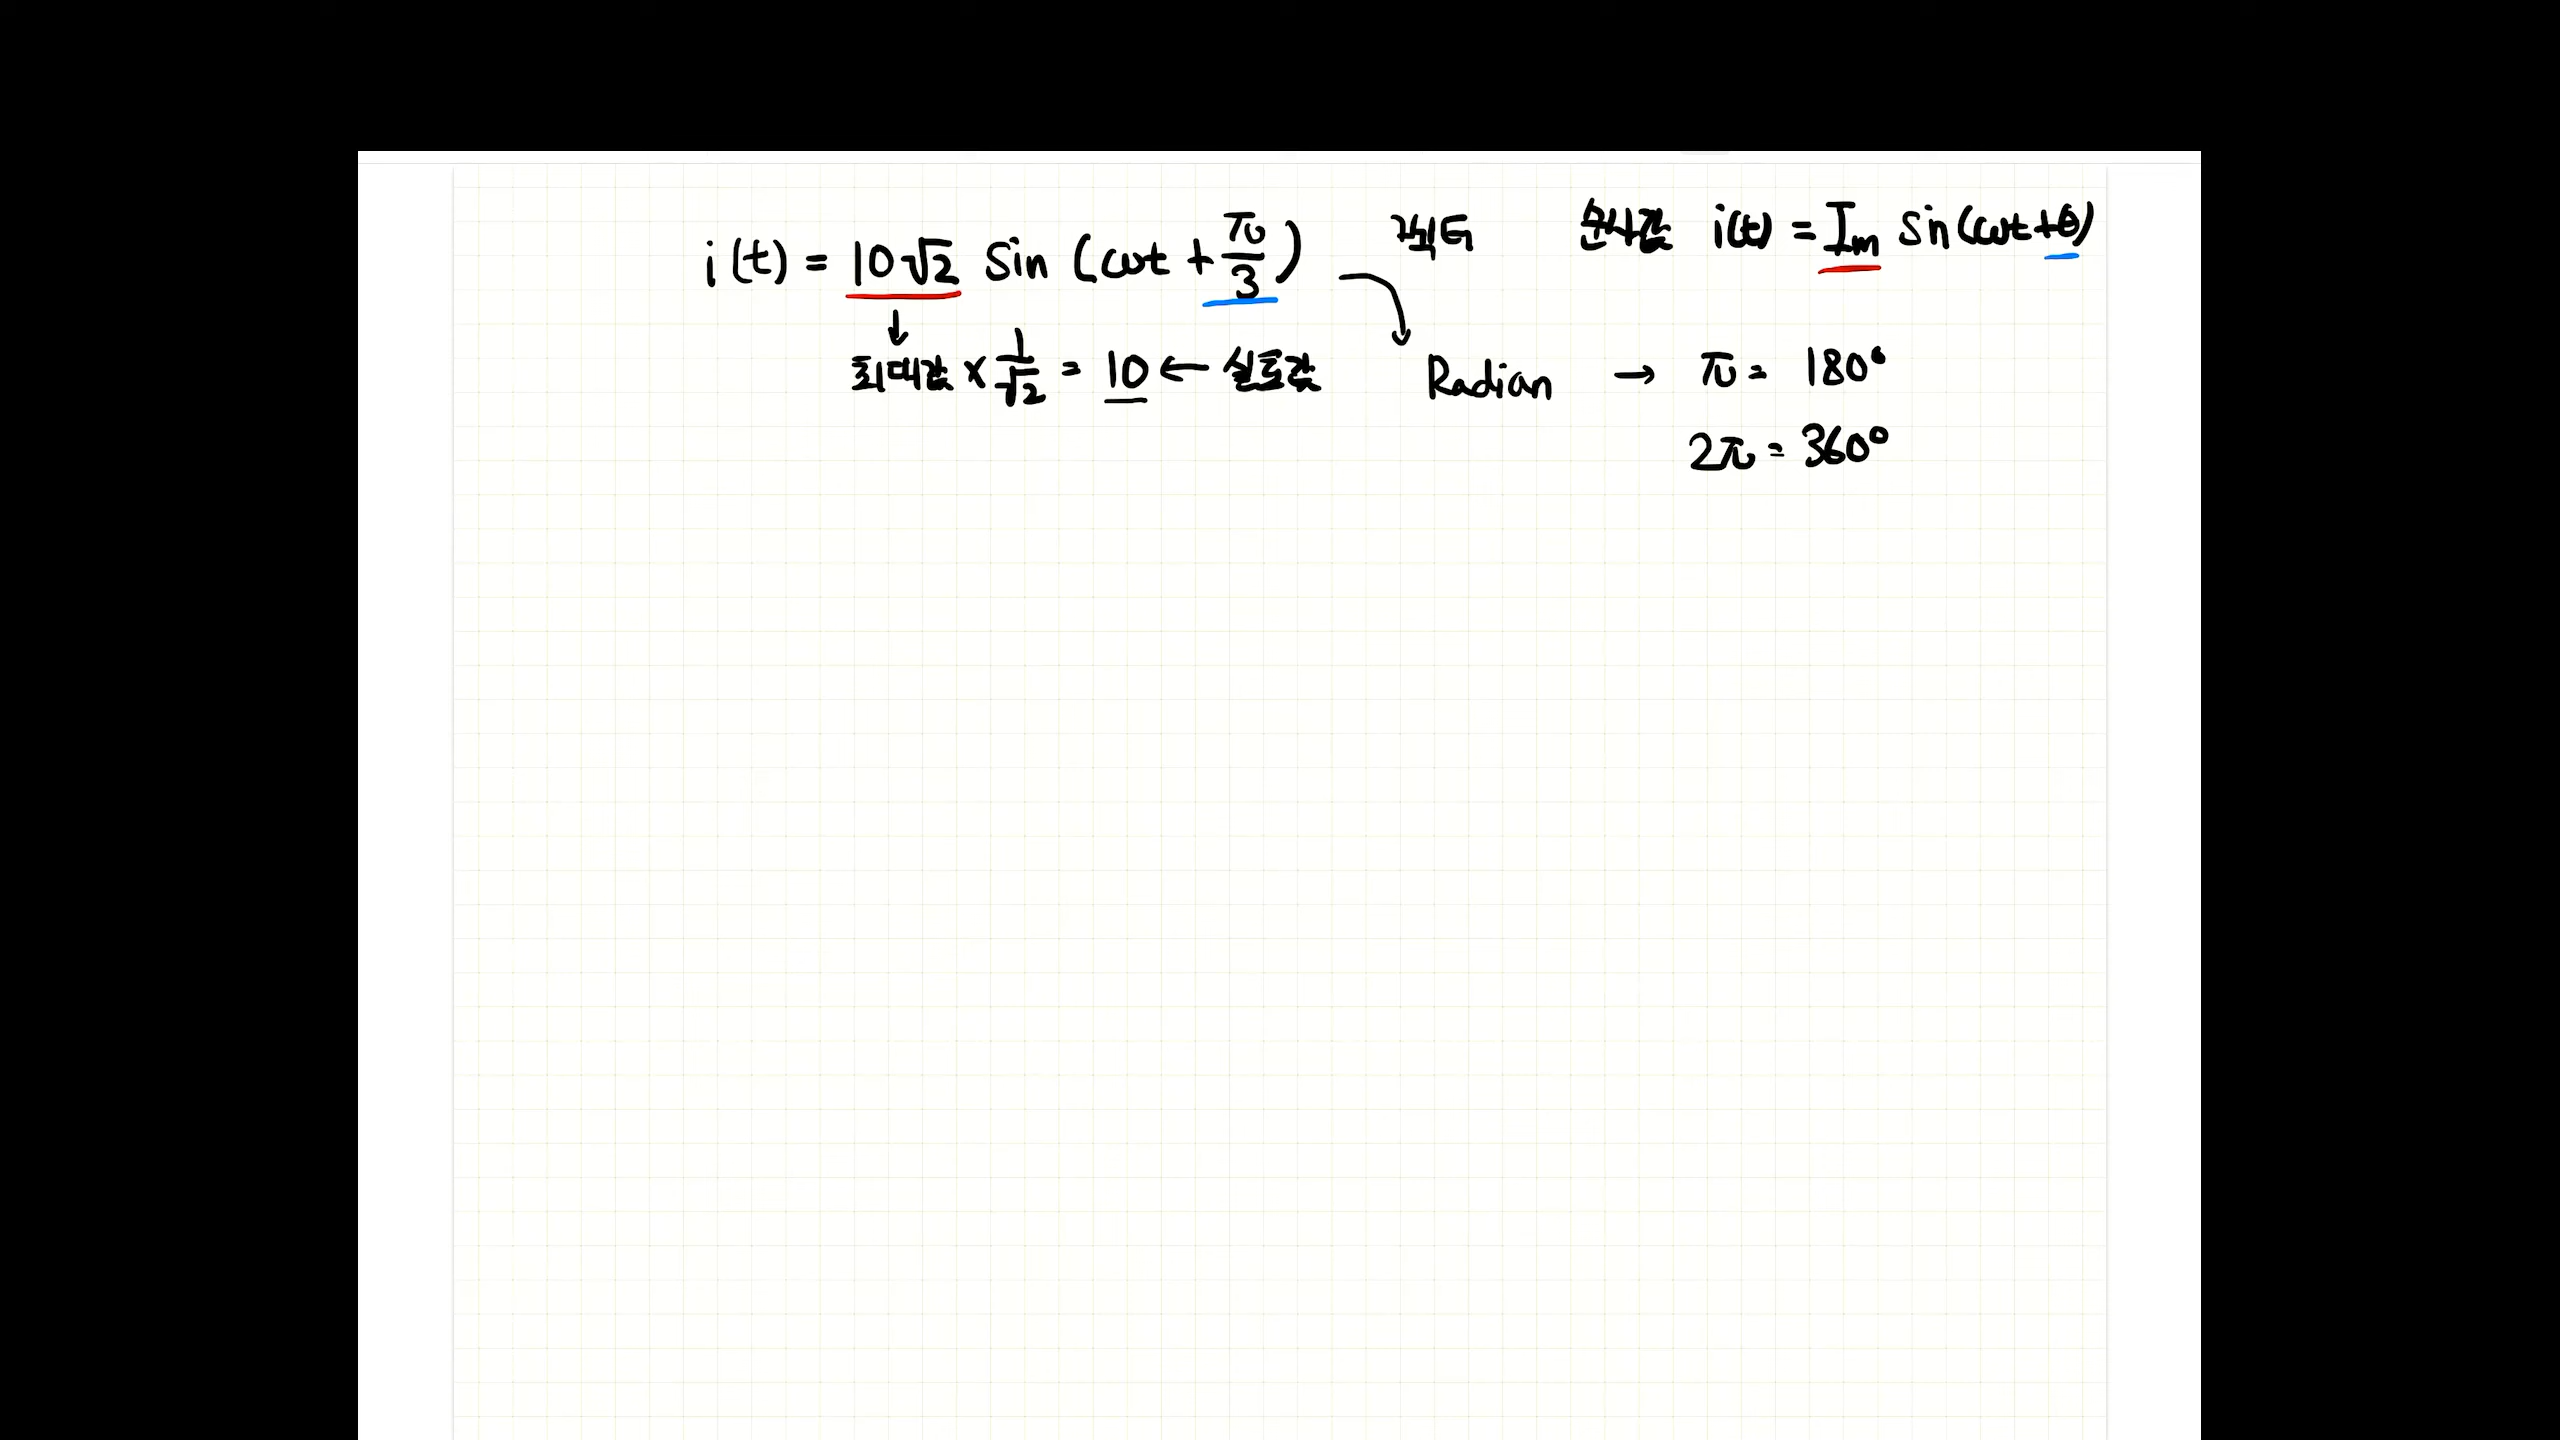 i(t) = 10√2 sin (ωt + π/3)
순시값 i(t) = Im Sin(ωt+θ)
↓
최대값 × 1/√2 = 10 ← 실효값
Radian → π = 180°
2π = 360°